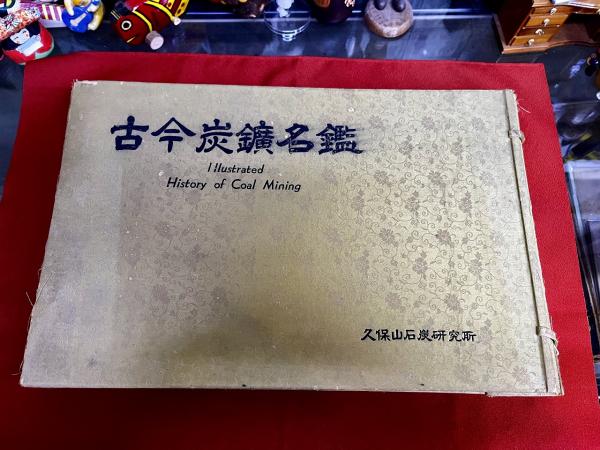 古今炭鑛名鑑
Illustrated
History of Coal Mining
久保山石炭研究所